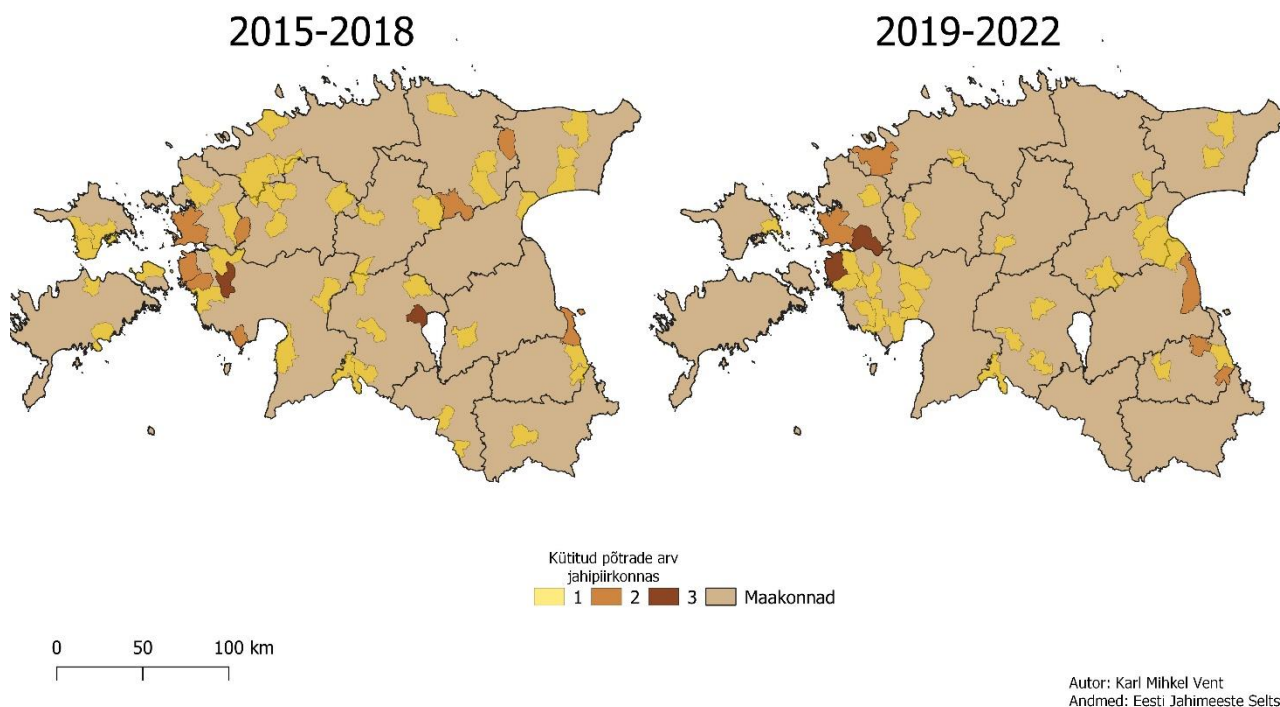 2015-2018
2019-2022
Kütitud põtrade arv
jahipiirkonnas
1 2 3 Maakonnad
0 50 100 km
Autor: Karl Mihkel Vent
Andmed: Eesti Jahimeeste Selts